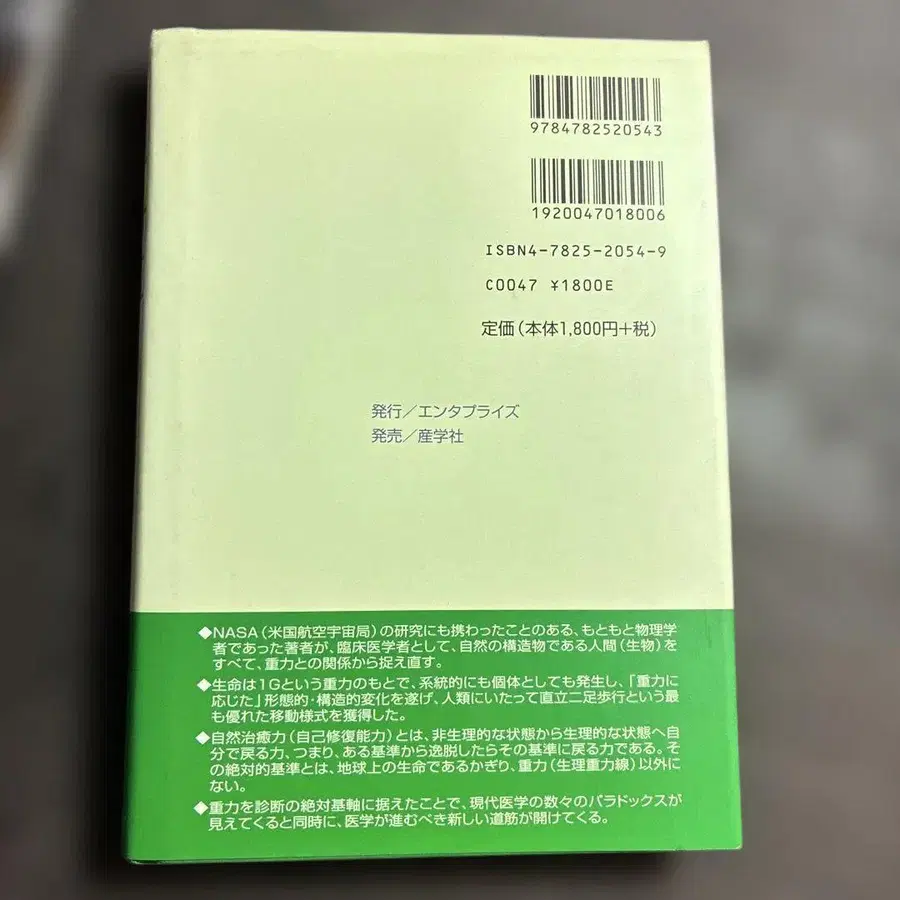 9784782520543
1920047018006
ISBN4-7825-2054-9
C0047 ¥1800E
定価(本体1,800円+税)
発行/エンタプライズ
発売/産学社
◆NASA(米国航空宇宙局)の研究にも携わったことのある、もともと物理学
者であった著者が、臨床医学者として、自然の構造物である人間(生物)を
すべて、重力との関係から捉え直す。
◆生命は1Gという重力のもとで、系統的にも個体としても発生し、「重力に
応じた」形態的・構造的変化を遂げ、人類にいたって直立二足歩行という最
も優れた移動様式を獲得した。
◆自然治癒力(自己修復能力)とは、非生理的な状態から生理的な状態へ自
分で戻る力、つまり、ある基準から逸脱したらその基準に戻る力である。そ
の絶対的基準とは、地球上の生命であるかぎり、重力(生理重力線)以外に
ない。
◆重力を診断の絶対基軸に据えたことで、現代医学の数々のパラドックスが
見えてくると同時に、医学が進むべき新しい道筋が開けてくる。